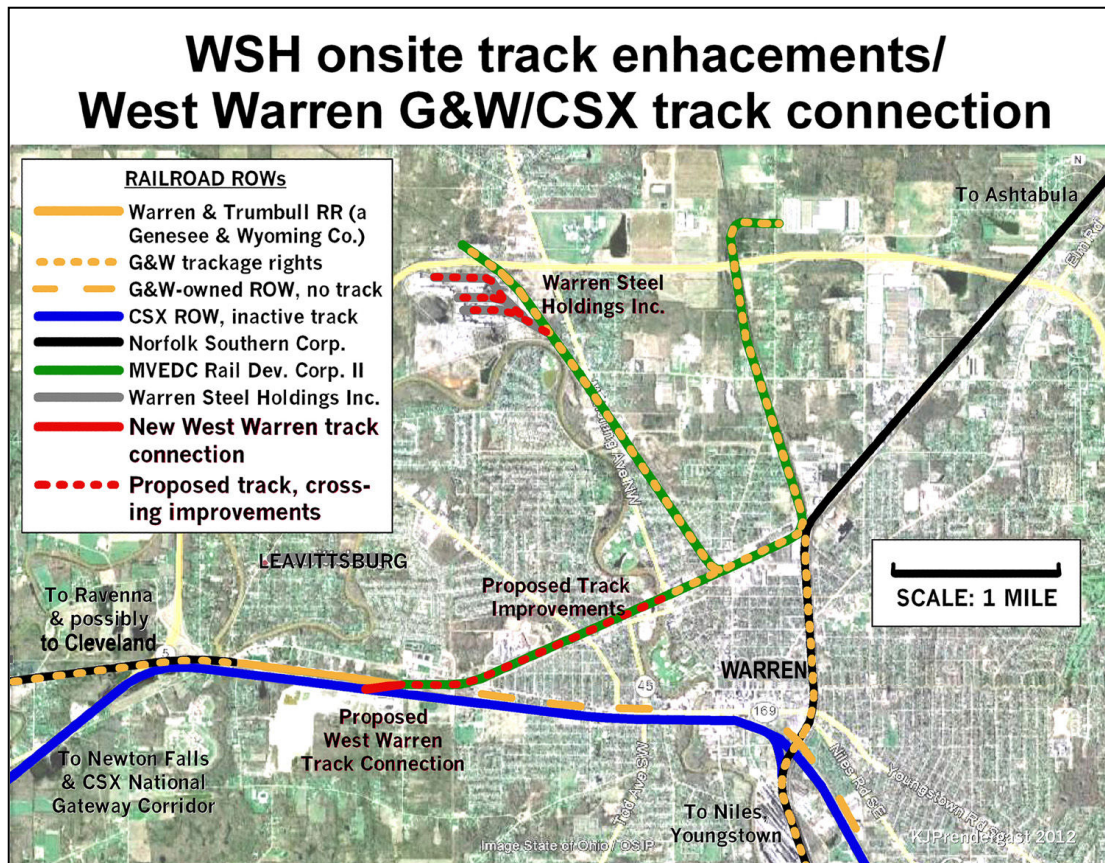 WSH onsite track enhacements/
West Warren G&W/CSX track connection
RAILROAD ROWs
Warren & Trumbull RR (a
Genesee & Wyoming Co.)
G&W trackage rights
G&W-owned ROW, no track
CSX ROW, inactive track
Norfolk Southern Corp.
MVEDC Rail Dev. Corp. II
Warren Steel Holdings Inc.
New West Warren track
connection
Proposed track, cross-
ing improvements
N
To Ashtabula
Elm Rd
Warren Steel
Holdings Inc.
Ave NW
LEAVITTSBURG
SCALE: 1 MILE
Proposed Track
Improvements
To Ravenna
& possibly
to Cleveland
5
WARREN
45
169
Proposed
West Warren
Track Connection
To Newton Falls
& CSX National
Gateway Corridor
Tod Ave SW
Niles Rd SE
Youngstown Rd
To Niles,
Youngstown
KJPrendergast 2012
Image State of Ohio / OSIP